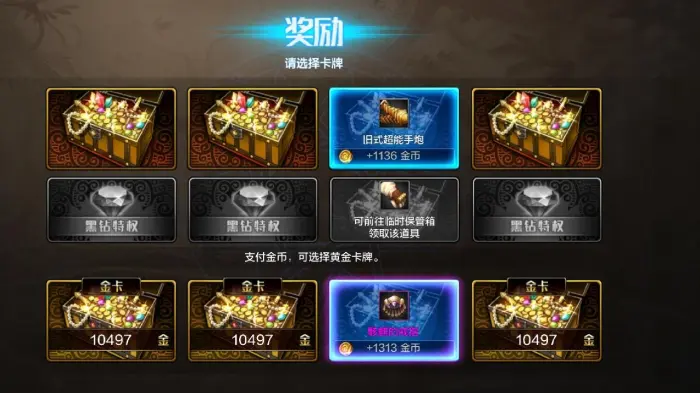 奖励
请选择卡牌
旧式超能手炮
+1136 金币
黑钻特权
黑钻特权
可前往临时保管箱
领取该道具
黑钻特权
支付金币，可选择黄金卡牌。
金卡
10497 金
金卡
10497 金
+1313 金币
金卡
10497 金